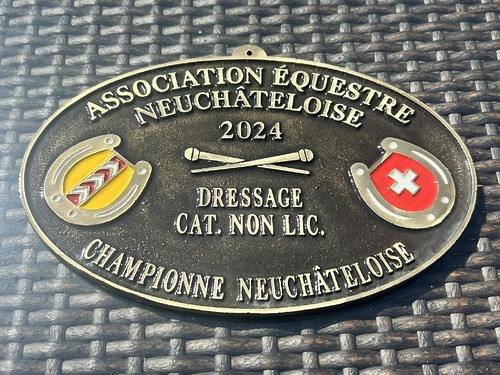 ASSOCIATION ÉQUESTRE
NEUCHÂTELOISE
2024
DRESSAGE
CAT. NON LIC.
CHAMPIONNE NEUCHÂTELOISE